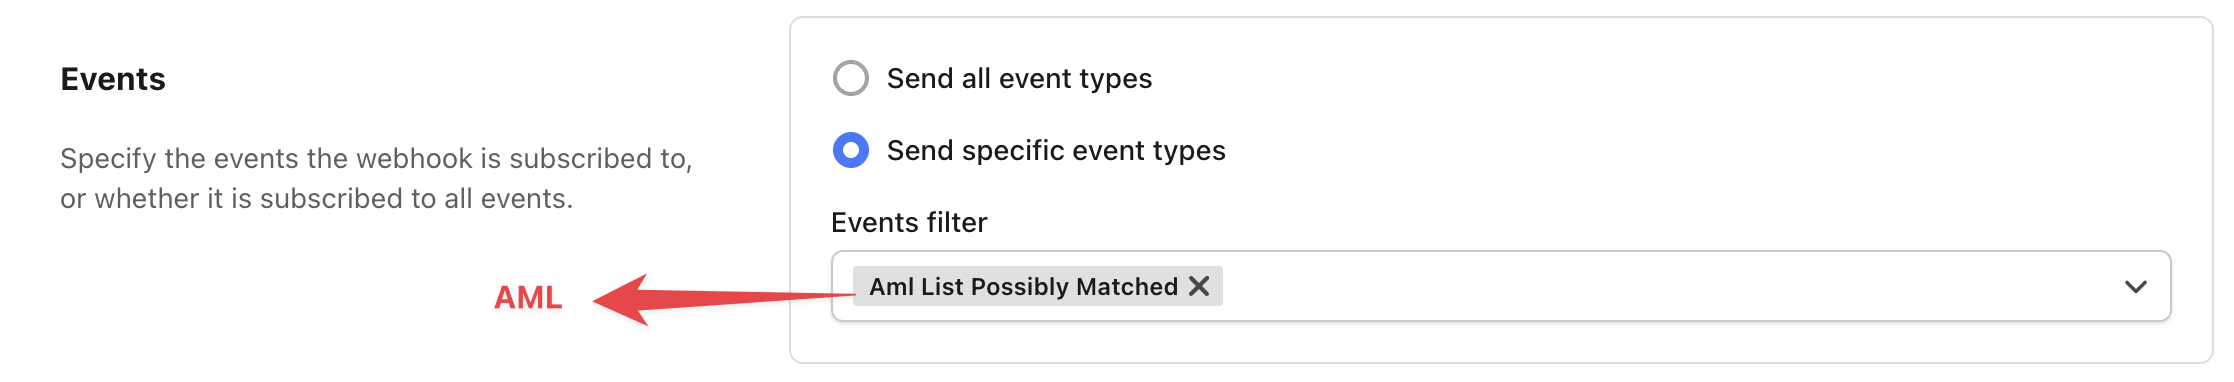 Events
Specify the events the webhook is subscribed to,
or whether it is subscribed to all events.
Send all event types
Send specific event types
Events filter
Aml List Possibly Matched
AML